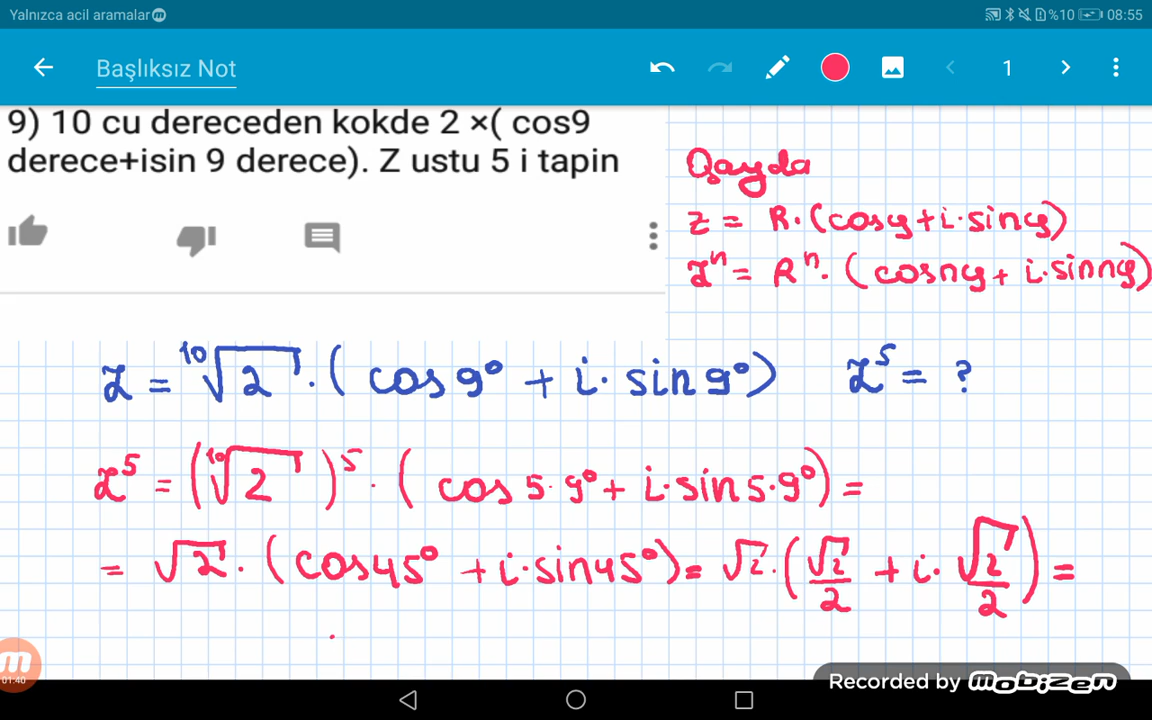 Yalnızca acil aramalar
%10 08:55
Başlıksız Not
1
9) 10 cu dereceden kokde 2 ×( cos9
derece+isin 9 derece). Z ustu 5 i tapin
Qayda
z = R·(cosφ+i·sinφ)
zⁿ = Rⁿ·(cosnφ + i·sinnφ)
z = ¹⁰√2 · ( cos9° + i· sin9°) z⁵ = ?
z⁵ = (¹⁰√2)⁵ · ( cos5·9° + i·sin5·9°) =
= √2 · (cos45° + i·sin45°) = √2 · (√2/2 + i· √2/2) =
01:40
Recorded by mobizen